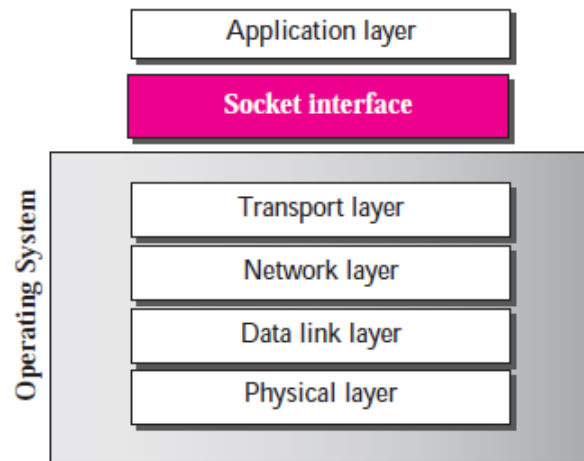 Application layer
Socket interface
Operating System
Transport layer
Network layer
Data link layer
Physical layer